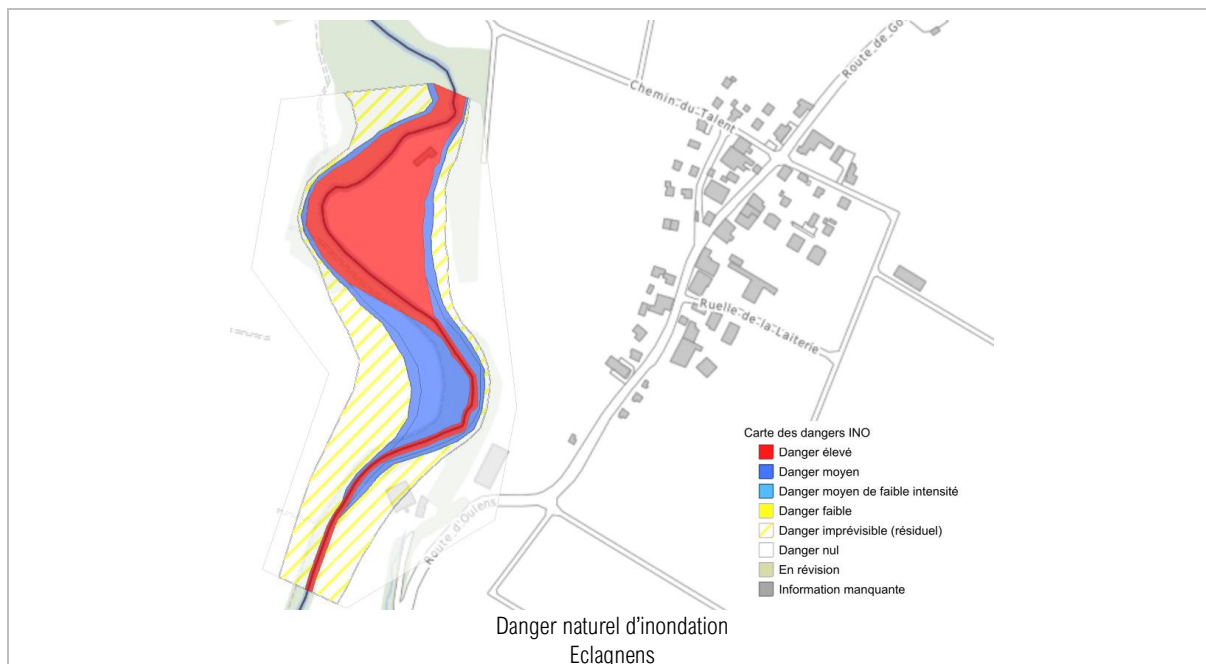 Chemin du Talent
Route de Go
Ruelle-de-la-Laiterie
Route d'Oulens
Carte des dangers INO
Danger élevé
Danger moyen
Danger moyen de faible intensité
Danger faible
Danger imprévisible (résiduel)
Danger nul
En révision
Information manquante
Danger naturel d'inondation
Eclagnens